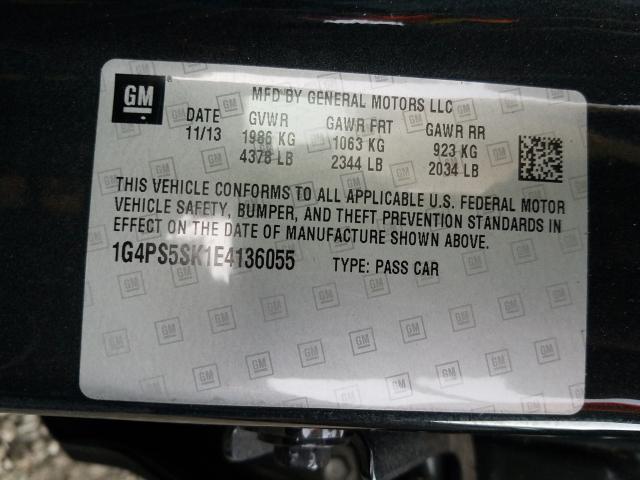 GM ® MFD BY GENERAL MOTORS LLC
DATE GVWR GAWR FRT GAWR RR
11/13 1986 KG 1063 KG 923 KG
4378 LB 2344 LB 2034 LB
THIS VEHICLE CONFORMS TO ALL APPLICABLE U.S. FEDERAL MOTOR
VEHICLE SAFETY, BUMPER, AND THEFT PREVENTION STANDARDS IN
EFFECT ON THE DATE OF MANUFACTURE SHOWN ABOVE.
1G4PS5SK1E4136055 TYPE: PASS CAR